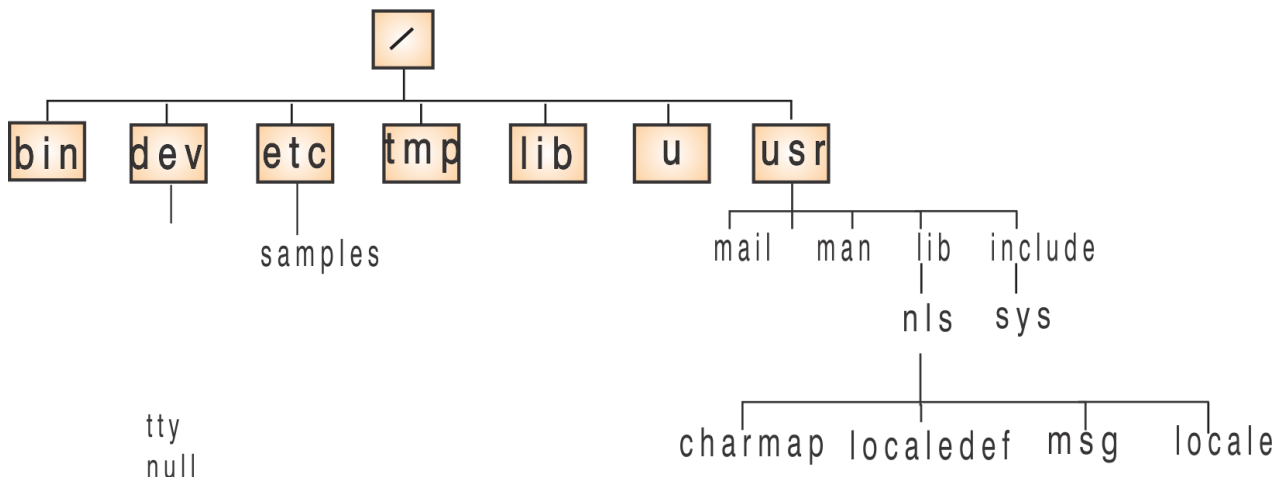 /
bin dev etc tmp lib u usr
samples
mail man lib include
nls sys
tty
null
charmap localedef msg locale